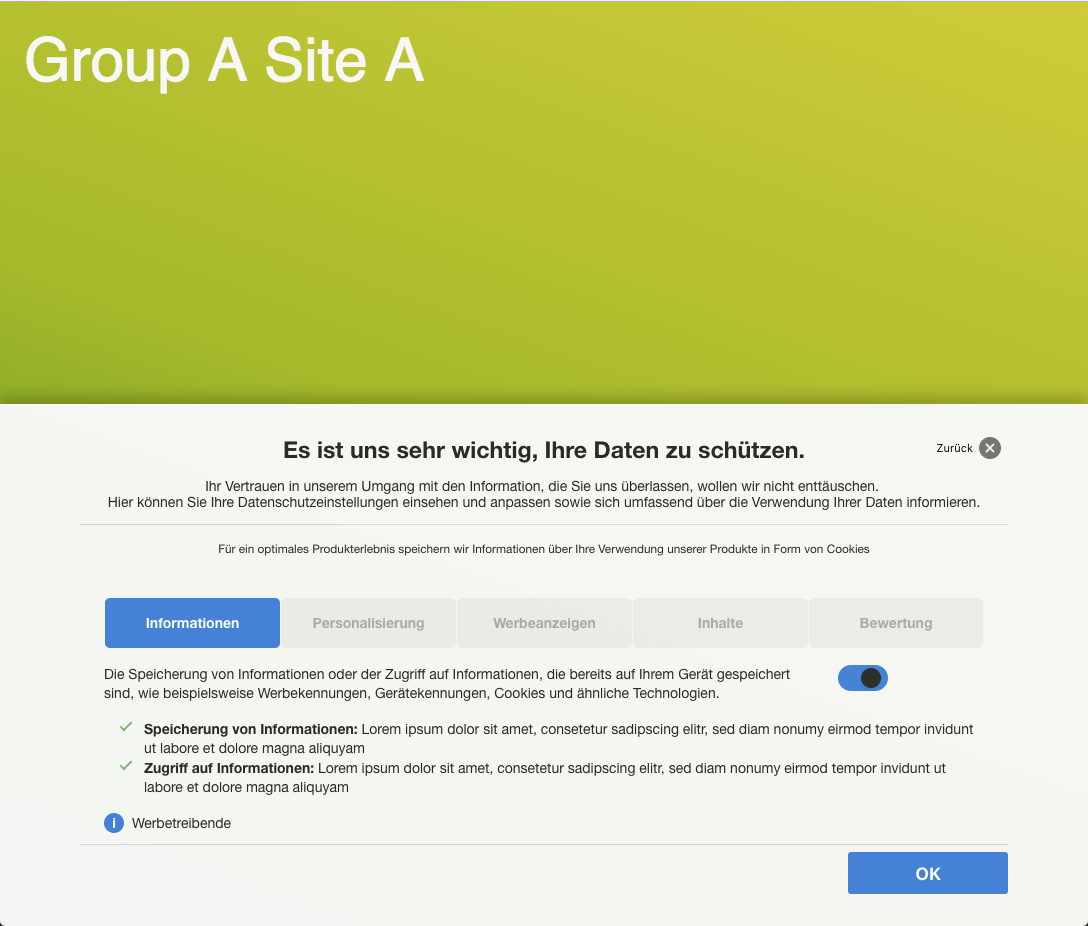 Group A Site A
Es ist uns sehr wichtig, Ihre Daten zu schützen.
Zurück
Ihr Vertrauen in unserem Umgang mit den Information, die Sie uns überlassen, wollen wir nicht enttäuschen.
Hier können Sie Ihre Datenschutzeinstellungen einsehen und anpassen sowie sich umfassend über die Verwendung Ihrer Daten informieren.
Für ein optimales Produkterlebnis speichern wir Informationen über Ihre Verwendung unserer Produkte in Form von Cookies
Informationen
Personalisierung
Werbeanzeigen
Inhalte
Bewertung
Die Speicherung von Informationen oder der Zugriff auf Informationen, die bereits auf Ihrem Gerät gespeichert
sind, wie beispielsweise Werbekennungen, Gerätekennungen, Cookies und ähnliche Technologien.
Speicherung von Informationen: Lorem ipsum dolor sit amet, consetetur sadipscing elitr, sed diam nonumy eirmod tempor invidunt
ut labore et dolore magna aliquyam
Zugriff auf Informationen: Lorem ipsum dolor sit amet, consetetur sadipscing elitr, sed diam nonumy eirmod tempor invidunt ut
labore et dolore magna aliquyam
i Werbetreibende
OK